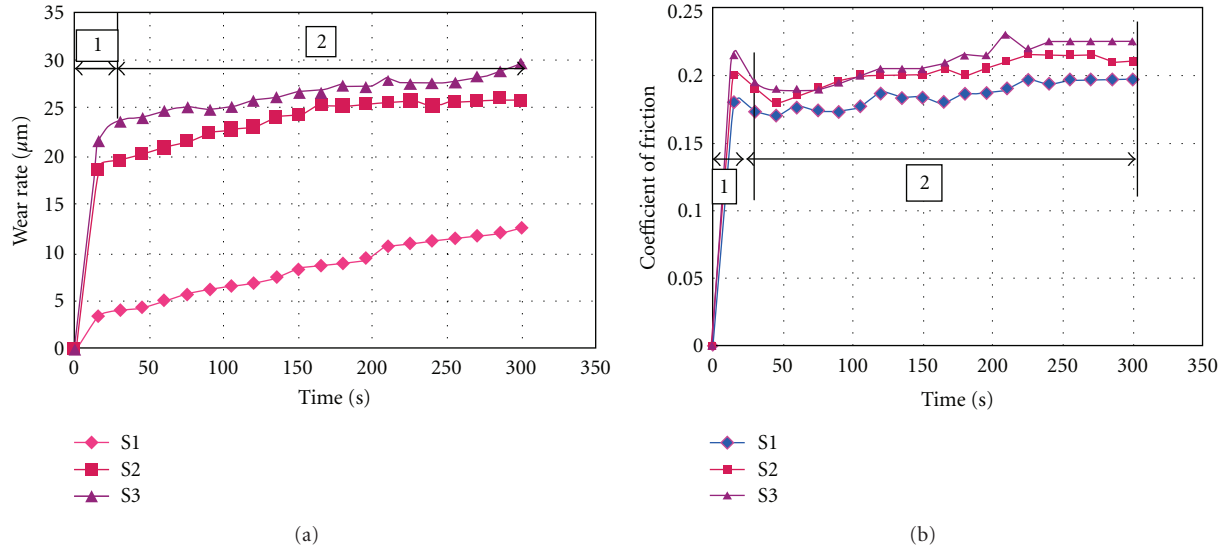 35
30
25
20
15
10
5
0
Wear rate (μm)
1
2
0 50 100 150 200 250 300 350
Time (s)
S1
S2
S3
(a)
0.25
0.2
0.15
0.1
0.05
0
Coefficient of friction
1
2
0 50 100 150 200 250 300 350
Time (s)
S1
S2
S3
(b)